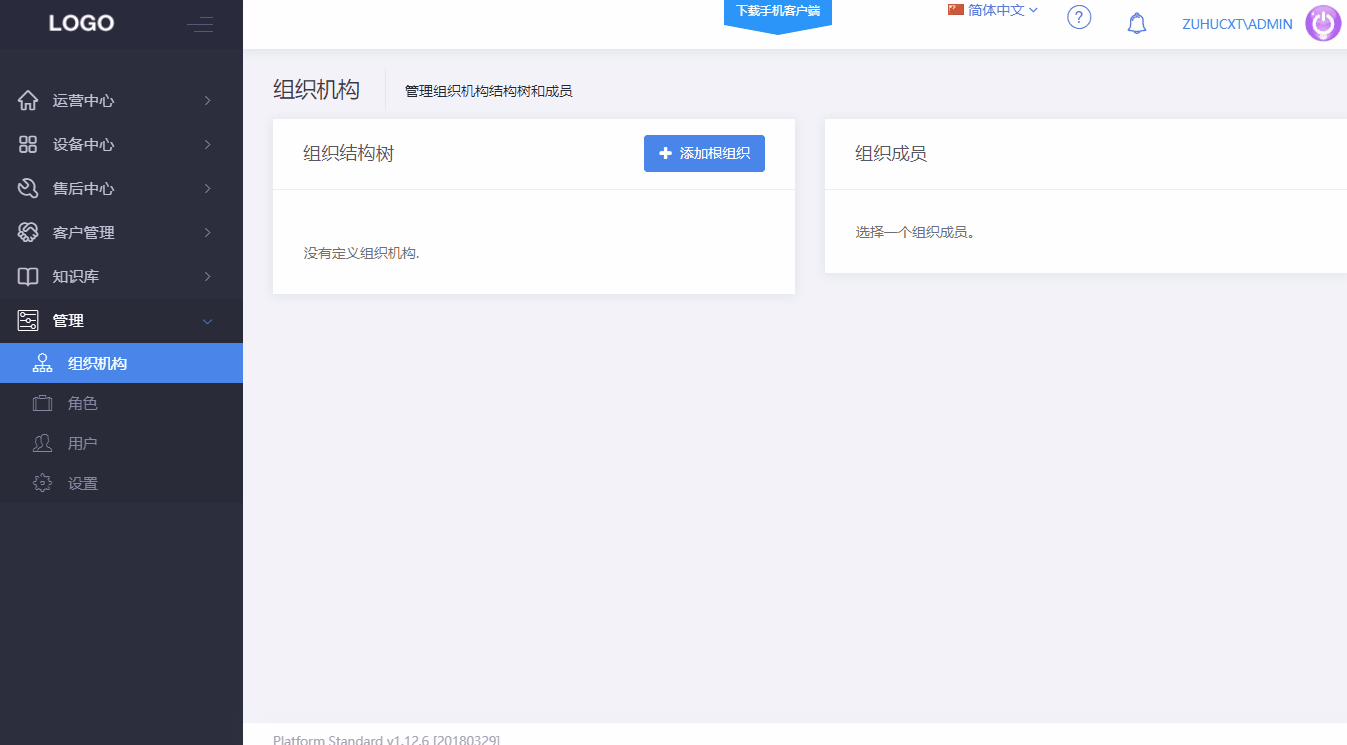 LOGO
下载手机客户端
简体中文
?
ZUHUCXT\ADMIN
运营中心
设备中心
售后中心
客户管理
知识库
管理
组织机构
角色
用户
设置
组织机构
管理组织机构结构树和成员
组织结构树
添加根组织
没有定义组织机构.
组织成员
选择一个组织成员。
Platform Standard v1.12.6 [20180329]